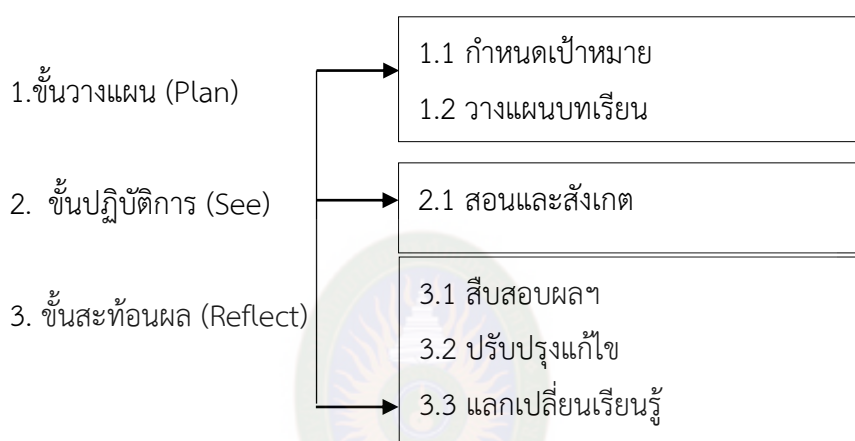 1.ขั้นวางแผน (Plan)
1.1 กำหนดเป้าหมาย
1.2 วางแผนบทเรียน
2. ขั้นปฏิบัติการ (See)
2.1 สอนและสังเกต
3. ขั้นสะท้อนผล (Reflect)
3.1 สืบสอบผลฯ
3.2 ปรับปรุงแก้ไข
3.3 แลกเปลี่ยนเรียนรู้